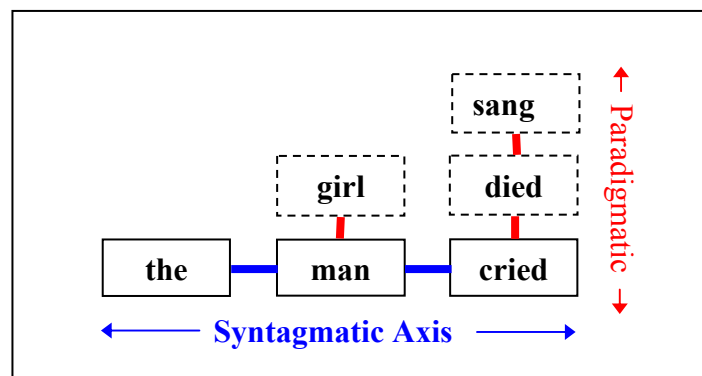 sang
girl died
the man cried
Syntagmatic Axis
Paradigmatic